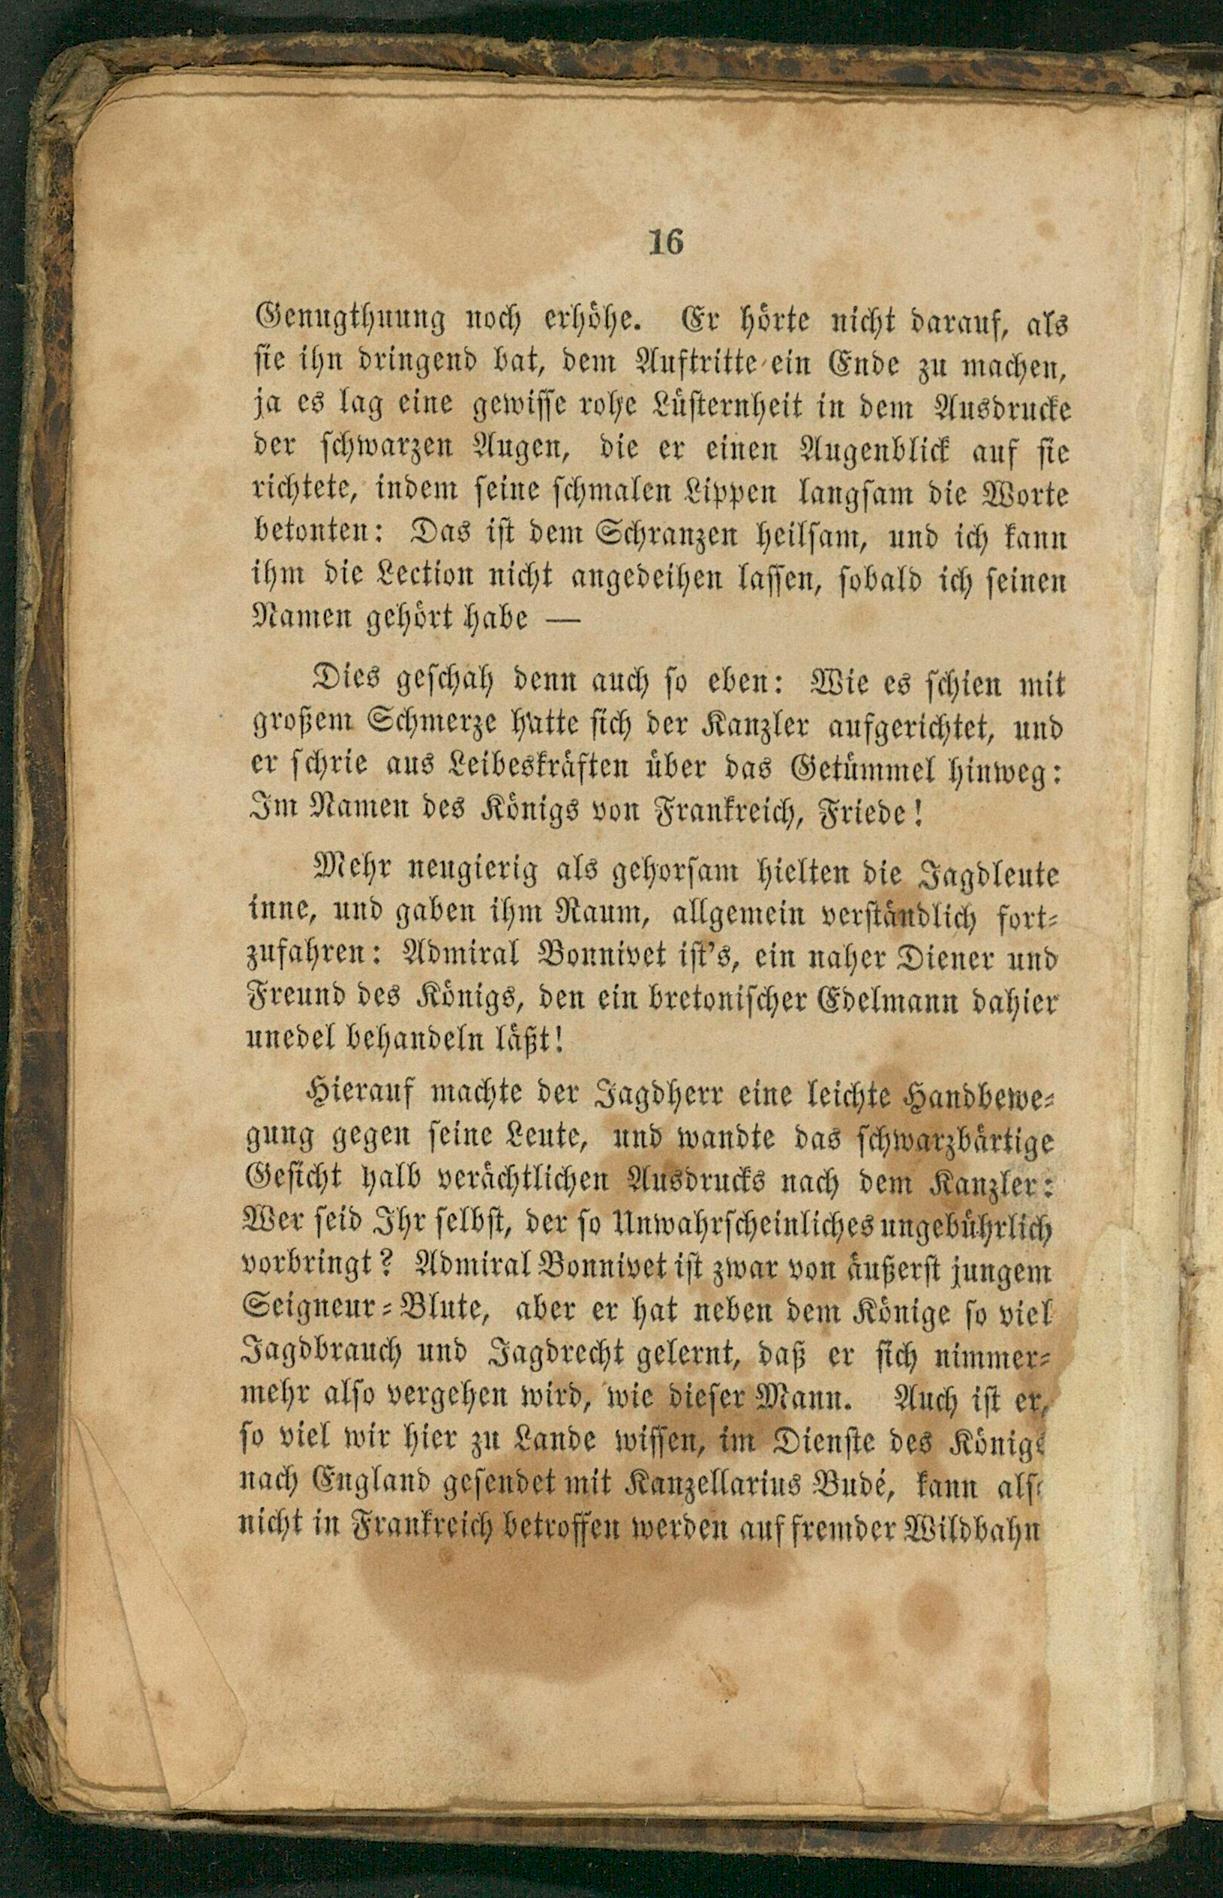 16
Genugthuung noch erhöhe. Er hörte nicht darauf, als
sie ihn dringend bat, dem Auftritte ein Ende zu machen,
ja es lag eine gewisse rohe Lüsternheit in dem Ausdrucke
der schwarzen Augen, die er einen Augenblick auf sie
richtete, indem seine schmalen Lippen langsam die Worte
betonten: Das ist dem Schranzen heilsam, und ich kann
ihm die Lection nicht angedeihen lassen, sobald ich seinen
Namen gehört habe —
Dies geschah denn auch so eben: Wie es schien mit
großem Schmerze hatte sich der Kanzler aufgerichtet, und
er schrie aus Leibeskräften über das Getümmel hinweg:
Im Namen des Königs von Frankreich, Friede!
Mehr neugierig als gehorsam hielten die Jagdleute
inne, und gaben ihm Raum, allgemein verständlich fort-
zufahren: Admiral Bonnivet ist's, ein naher Diener und
Freund des Königs, den ein bretonischer Edelmann dahier
unedel behandeln läßt!
Hierauf machte der Jagdherr eine leichte Handbewe-
gung gegen seine Leute, und wandte das schwarzbärtige
Gesicht halb verächtlichen Ausdrucks nach dem Kanzler:
Wer seid Ihr selbst, der so Unwahrscheinliches ungebührlich
vorbringt? Admiral Bonnivet ist zwar von äußerst jungem
Seigneur-Blute, aber er hat neben dem Könige so viel
Jagdbrauch und Jagdrecht gelernt, daß er sich nimmer-
mehr also vergehen wird, wie dieser Mann. Auch ist er,
so viel wir hier zu Lande wissen, im Dienste des Königs
nach England gesendet mit Kanzellarius Budé, kann also
nicht in Frankreich betroffen werden auf fremder Wildbahn